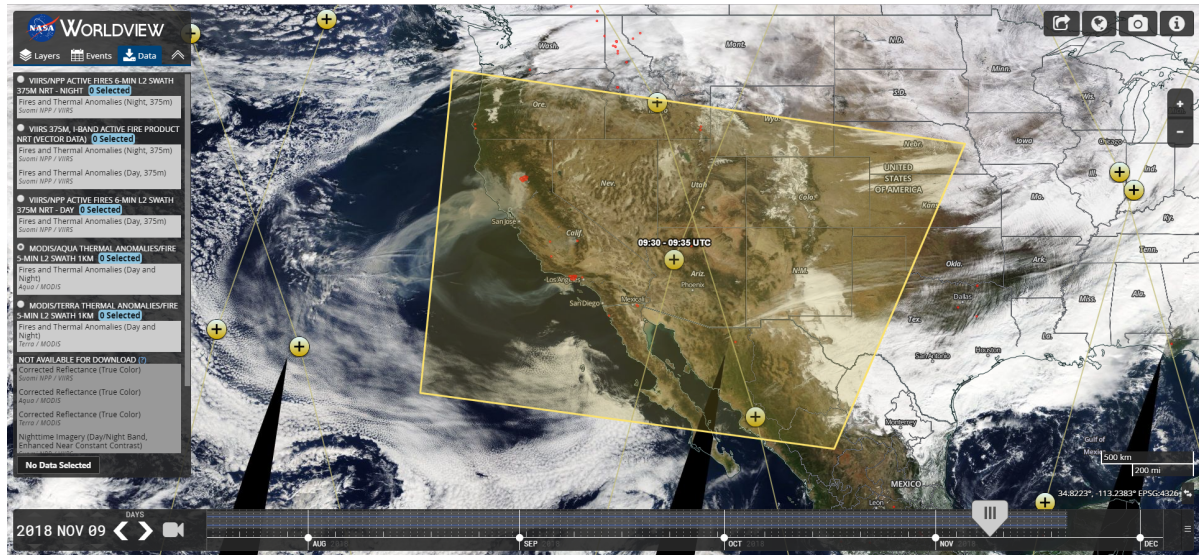 NASA WORLDVIEW
Layers Events Data
VIIRS/NPP ACTIVE FIRES 6-MIN L2 SWATH
375M NRT - NIGHT 0 Selected
Fires and Thermal Anomalies (Night, 375m)
Suomi NPP / VIIRS
VIIRS 375M, I-BAND ACTIVE FIRE PRODUCT
NRT (VECTOR DATA) 0 Selected
Fires and Thermal Anomalies (Night, 375m)
Suomi NPP / VIIRS
Fires and Thermal Anomalies (Day, 375m)
Suomi NPP / VIIRS
VIIRS/NPP ACTIVE FIRES 6-MIN L2 SWATH
375M NRT - DAY 0 Selected
Fires and Thermal Anomalies (Day, 375m)
Suomi NPP / VIIRS
MODIS/AQUA THERMAL ANOMALIES/FIRE
5-MIN L2 SWATH 1KM 0 Selected
Fires and Thermal Anomalies (Day and
Night)
Aqua / MODIS
MODIS/TERRA THERMAL ANOMALIES/FIRE
5-MIN L2 SWATH 1KM 0 Selected
Fires and Thermal Anomalies (Day and
Night)
Terra / MODIS
NOT AVAILABLE FOR DOWNLOAD (?)
Corrected Reflectance (True Color)
Suomi NPP / VIIRS
Corrected Reflectance (True Color)
Aqua / MODIS
Corrected Reflectance (True Color)
Terra / MODIS
Nighttime Imagery (Day/Night Band,
Enhanced Near Constant Contrast)
No Data Selected
Wash.
Mont.
N.D.
Minn.
Ore.
Wyo.
S.D.
Wis.
Nebr.
Iowa
Chicago
Nev.
Utah
Colo.
UNITED
STATES
OF AMERICA
Kans.
Mo.
Ill.
Ind.
Ky.
San Jose
Calif.
09:30 - 09:35 UTC
Los Angeles
Ariz.
Phoenix
N.M.
Okla.
Ark.
Tenn.
San Diego
Mexicali
Dallas
Tex.
Miss.
Ala.
La.
San Antonio
Houston
Monterrey
Gulf of
500 km
200 mi
MEXICO
León
34.8223°, -113.2383° EPSG:4326
DAYS
2018 NOV 09
AUG 2018
SEP 2018
OCT 2018
NOV 2018
DEC